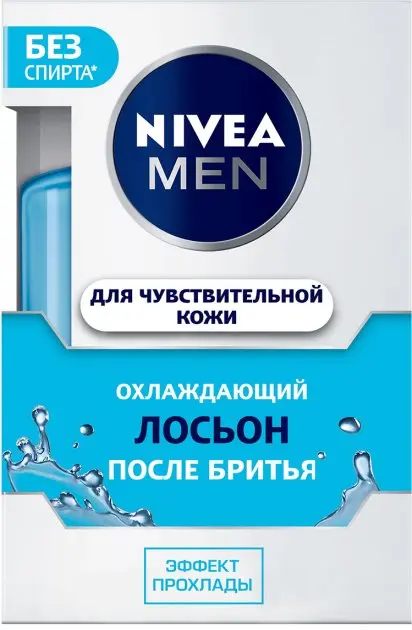 БЕЗ
СПИРТА*
NIVEA
MEN
ДЛЯ ЧУВСТВИТЕЛЬНОЙ
КОЖИ
ОХЛАЖДАЮЩИЙ
ЛОСЬОН
ПОСЛЕ БРИТЬЯ
ЭФФЕКТ
ПРОХЛАДЫ